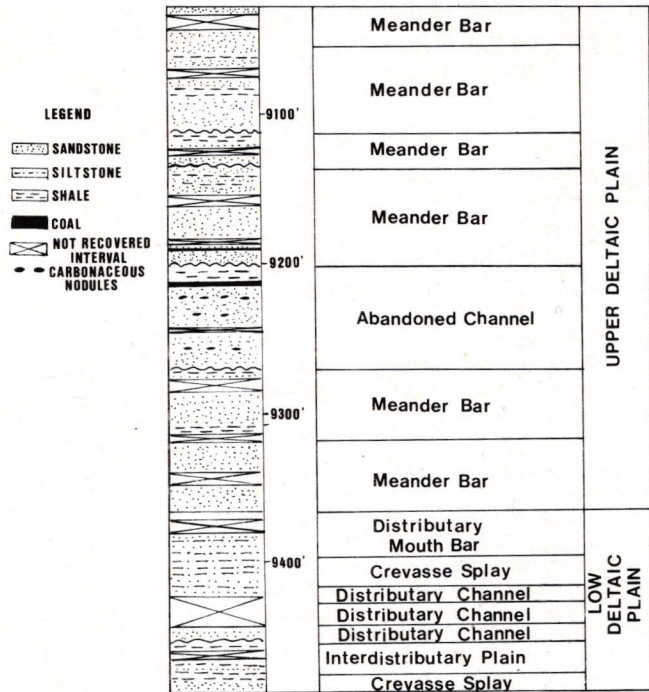 LEGEND
SANDSTONE
SILTSTONE
SHALE
COAL
NOT RECOVERED
INTERVAL
CARBONACEOUS
NODULES
9100'
9200'
9300'
9400'
Meander Bar
Meander Bar
Meander Bar
Meander Bar
Abandoned Channel
Meander Bar
Meander Bar
Distributary
Mouth Bar
Crevasse Splay
Distributary Channel
Distributary Channel
Distributary Channel
Interdistributary Plain
Crevasse Splay
UPPER DELTAIC PLAIN
LOW
DELTAIC
PLAIN